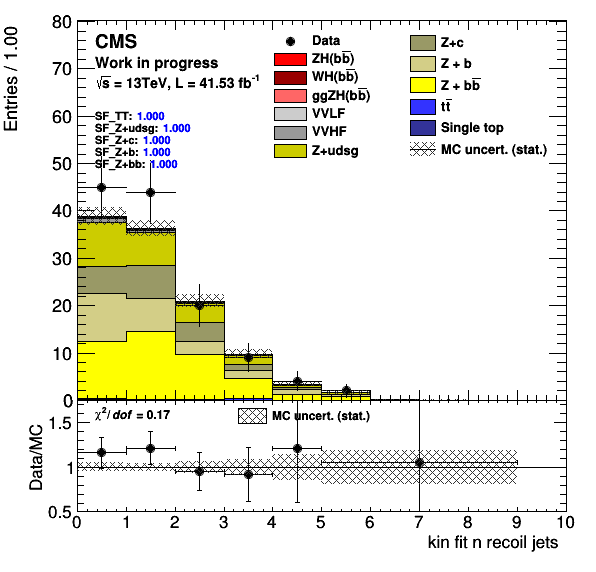 Entries / 1.00
80
70
60
50
40
30
20
10
0
CMS
Work in progress
√s = 13TeV, L = 41.53 fb⁻¹
SF_TT: 1.000
SF_Z+udsg: 1.000
SF_Z+c: 1.000
SF_Z+b: 1.000
SF_Z+bb: 1.000
Data
ZH(bb̅)
WH(bb̅)
ggZH(bb̅)
VVLF
VVHF
Z+udsg
Z+c
Z + b
Z + bb̅
tt̅
Single top
MC uncert. (stat.)
Data/MC
1.5
1
0.5
χ²/dof = 0.17
MC uncert. (stat.)
0 1 2 3 4 5 6 7 8 9 10
kin fit n recoil jets